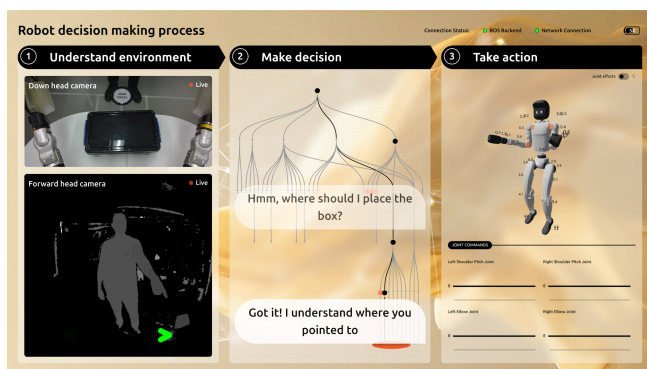 Robot decision making process
Connection Status:
ROS Backend
Network Connection
1
Understand environment
2
Make decision
3
Take action
Down head camera
Live
Forward head camera
Live
Hmm, where should I place the
box?
Got it! I understand where you
pointed to
Joint efforts
JOINT COMMANDS
Left Shoulder Pitch Joint
Right Shoulder Pitch Joint
Left Elbow Joint
Right Elbow Joint